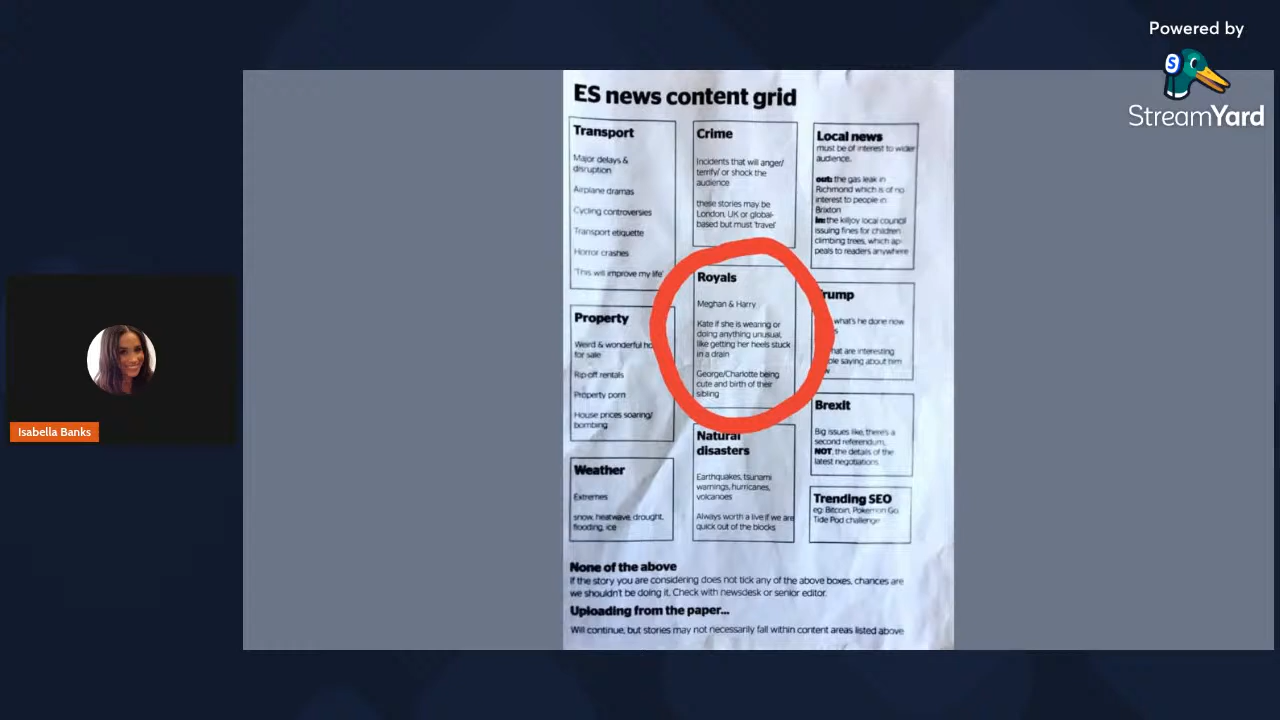 Powered by
StreamYard
Isabella Banks
ES news content grid
Transport
Major delays &
disruption
Airplane dramas
Cycling controversies
Transport etiquette
Horror crashes
'This will improve my life'
Crime
Incidents that will anger/
terrify/ or shock the
audience
these stories may be
London, UK or global-
based but must 'travel'
Local news
must be of interest to wider
audience.
out: the gas leak in
Richmond which is of no
interest to people in
Brixton
in: the killjoy local council
issuing fines for children
climbing trees, which ap-
peals to readers anywhere
Royals
Meghan & Harry
Kate if she is wearing or
doing anything unusual,
like getting her heels stuck
in a drain
George/Charlotte being
cute and birth of their
sibling
rump
what's he done now
hat are interesting
ple saying about him
Property
Weird & wonderful ho
for sale
Rip-off rentals
Property porn
House prices soaring/
bombing
Brexit
Big issues like, there's a
second referendum,
NOT, the details of the
latest negotiations
Natural
disasters
Earthquakes, tsunami
warnings, hurricanes,
volcanoes
Always worth a live if we are
quick out of the blocks
Weather
Extremes
snow, heatwave, drought,
flooding, ice
Trending SEO
eg: Bitcoin, Pokemon Go
Tide Pod challenge
None of the above
If the story you are considering does not tick any of the above boxes, chances are
we shouldn't be doing it. Check with newsdesk or senior editor.
Uploading from the paper...
Will continue, but stories may not necessarily fall within content areas listed above